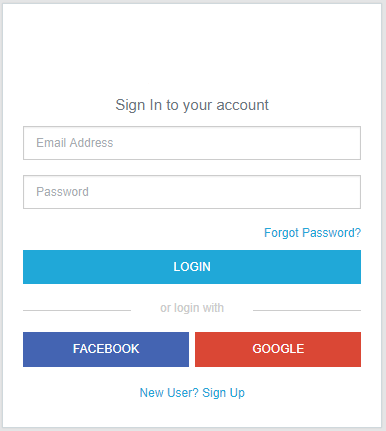 Sign In to your account
Email Address
Password
Forgot Password?
LOGIN
or login with
FACEBOOK GOOGLE
New User? Sign Up